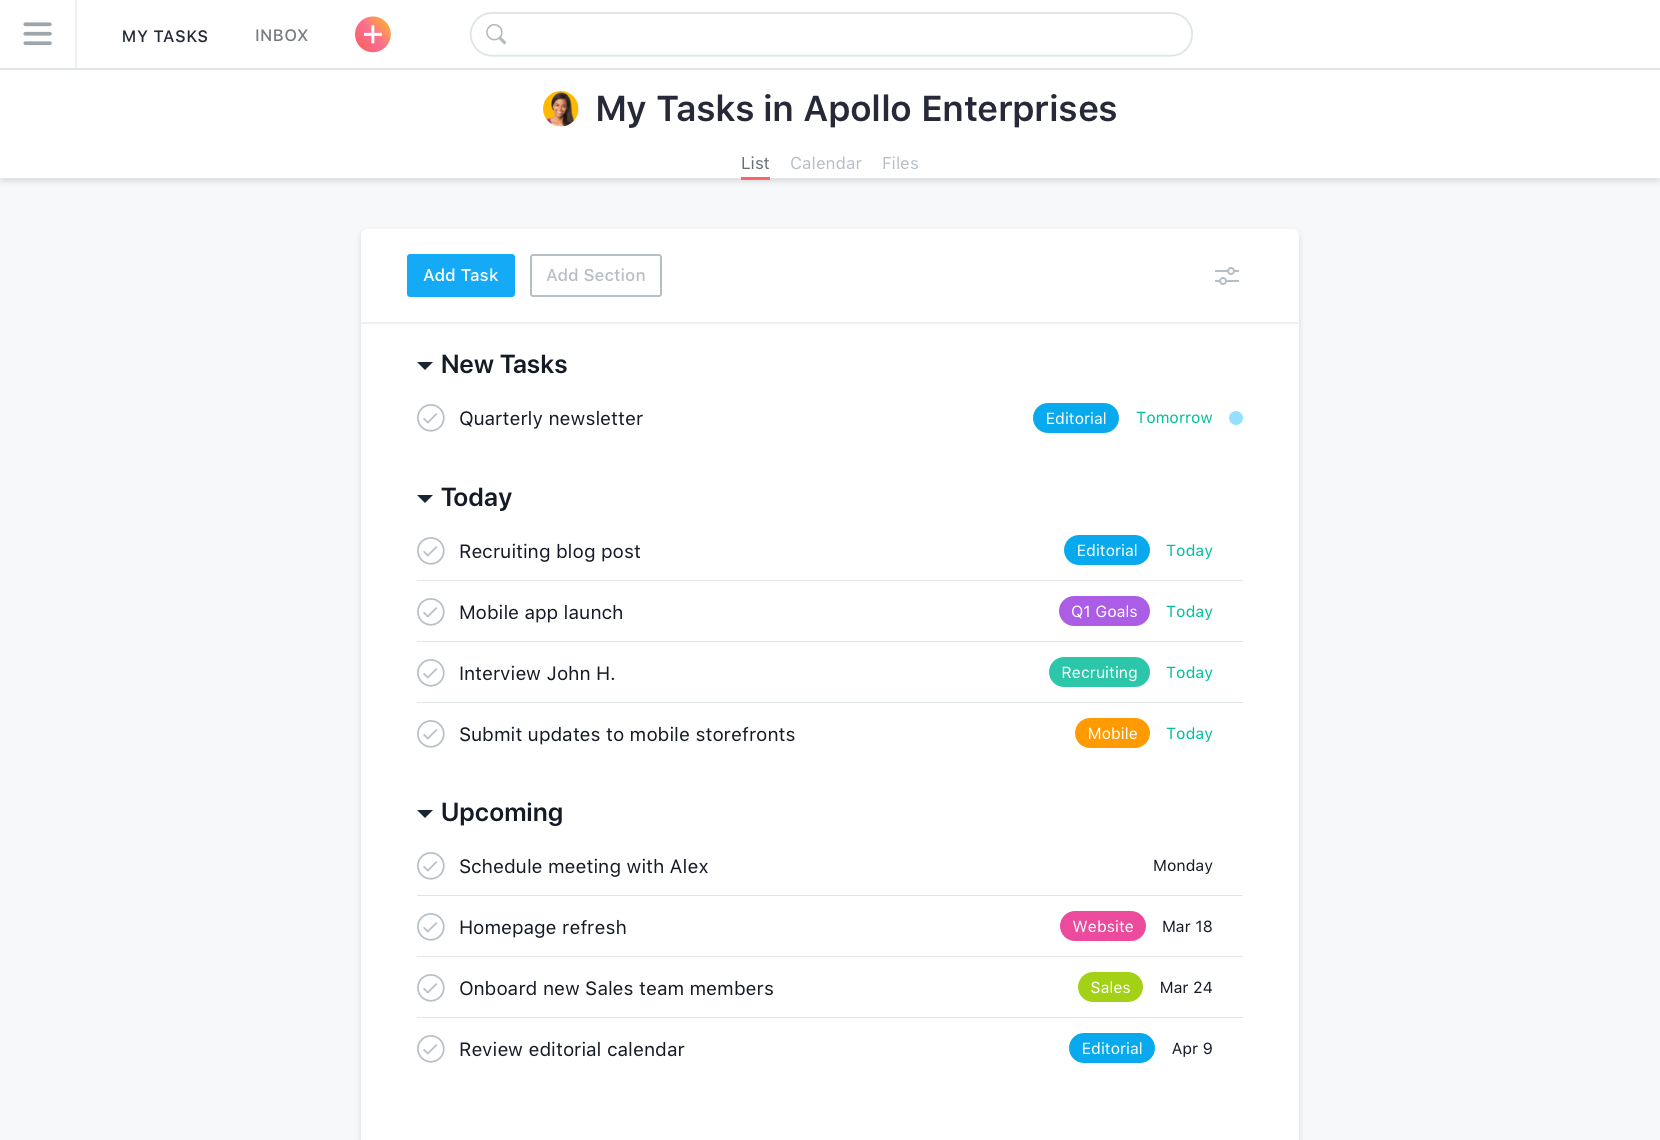 MY TASKS INBOX
My Tasks in Apollo Enterprises
List Calendar Files
Add Task Add Section
New Tasks
Quarterly newsletter Editorial Tomorrow
Today
Recruiting blog post Editorial Today
Mobile app launch Q1 Goals Today
Interview John H. Recruiting Today
Submit updates to mobile storefronts Mobile Today
Upcoming
Schedule meeting with Alex Monday
Homepage refresh Website Mar 18
Onboard new Sales team members Sales Mar 24
Review editorial calendar Editorial Apr 9